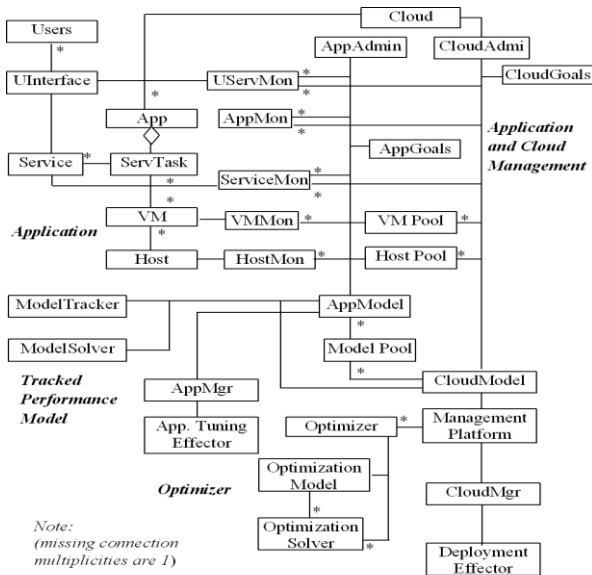 Cloud
Users
AppAdmin
CloudAdmi
*
UInterface
UServMon
*
*
CloudGoals
*
App
AppMon
*
*
Application
and Cloud
Management
AppGoals
Service
*
ServTask
*
ServiceMon
*
*
*
VM
VMMon
*
VM Pool
*
Application
*
Host
HostMon
*
Host Pool
*
ModelTracker
AppModel
*
ModelSolver
Model Pool
*
Tracked
Performance
Model
AppMgr
CloudModel
App. Tuning
Effector
Optimizer
*
Management
Platform
Optimizer
Optimization
Model
*
CloudMgr
Optimization
Solver
*
Note:
(missing connection
multiplicities are 1)
Deployment
Effector